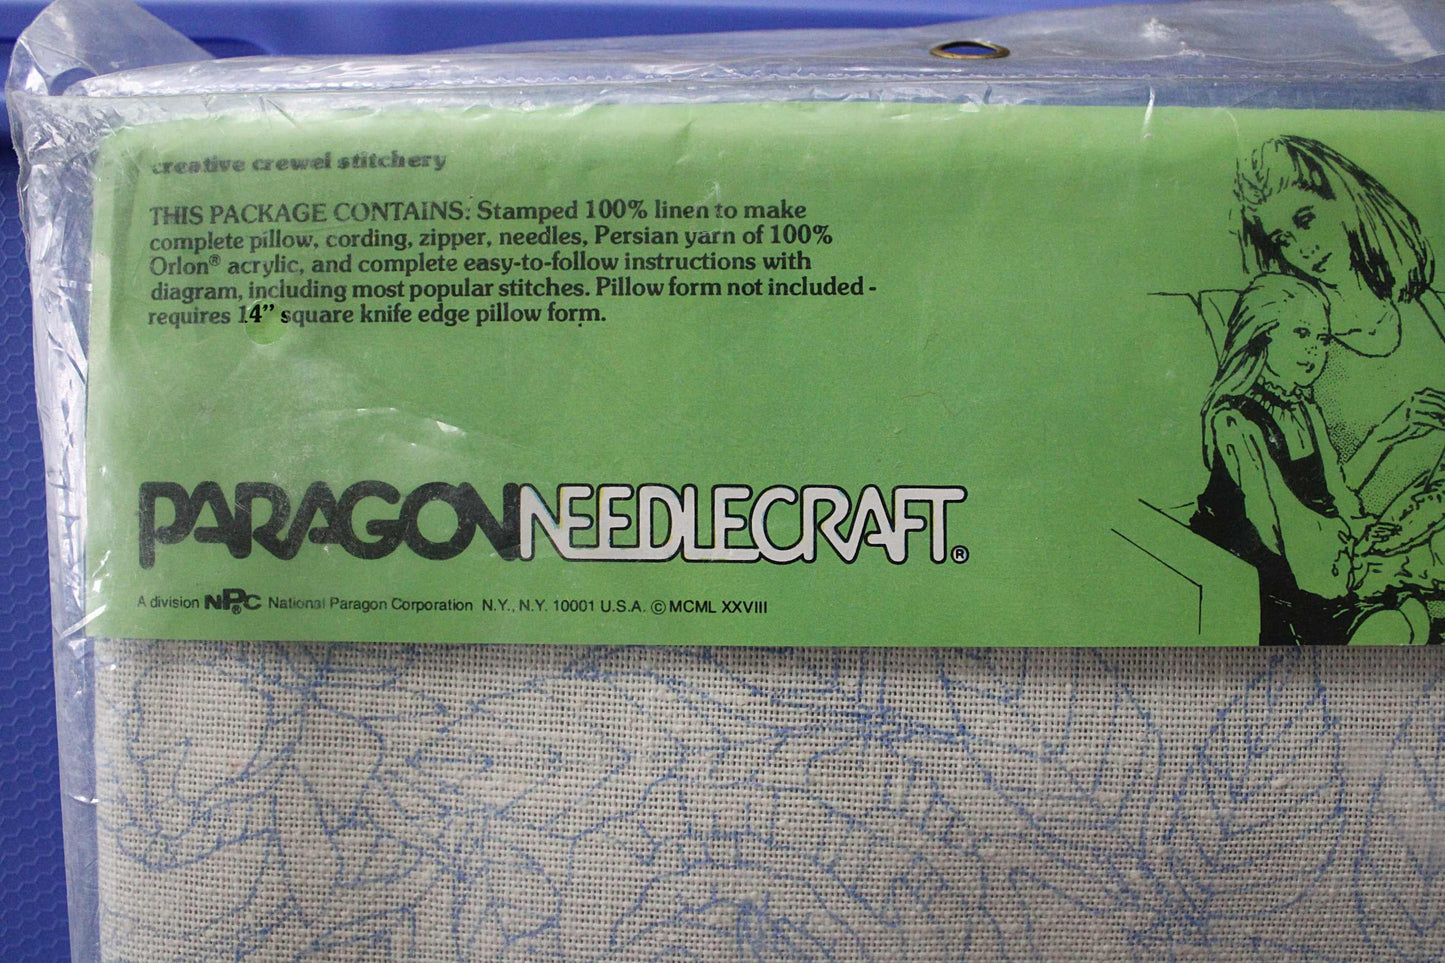 creative crewel stitchery
THIS PACKAGE CONTAINS: Stamped 100% linen to make
complete pillow, cording, zipper, needles, Persian yarn of 100%
Orlon® acrylic, and complete easy-to-follow instructions with
diagram, including most popular stitches. Pillow form not included -
requires 14” square knife edge pillow form.
PARAGON NEEDLECRAFT®
A division NPC® National Paragon Corporation N.Y., N.Y. 10001 U.S.A. © MCML XXVIII